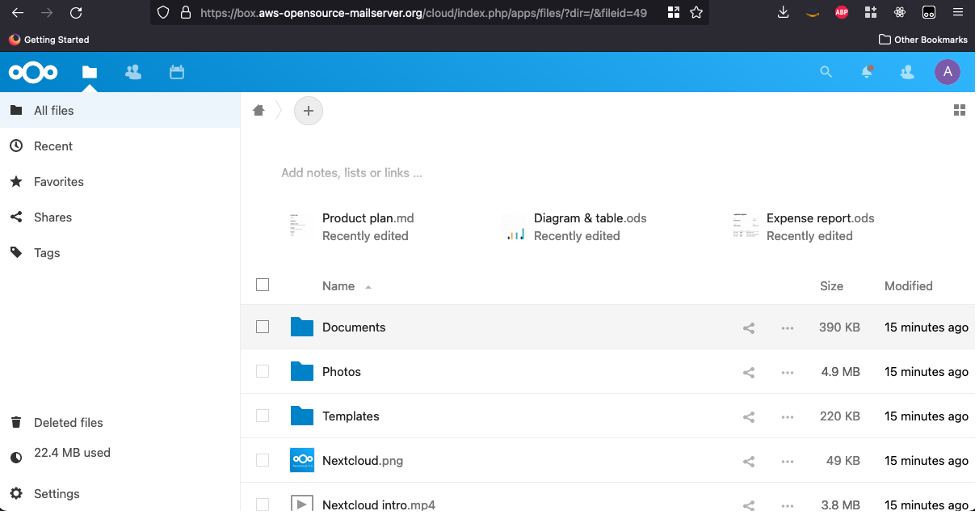 https://box.aws-opensource-mailserver.org/cloud/index.php/apps/files/?dir=/&fileid=49
ABP
Getting Started
Other Bookmarks
A
All files
Recent
Favorites
Shares
Tags
Deleted files
22.4 MB used
Settings
+
Add notes, lists or links ...
Product plan.md
Recently edited
Diagram & table.ods
Recently edited
Expense report.ods
Recently edited
Name Size Modified
Documents 390 KB 15 minutes ago
Photos 4.9 MB 15 minutes ago
Templates 220 KB 15 minutes ago
Nextcloud.png 49 KB 15 minutes ago
Nextcloud intro.mp4 3.8 MB 15 minutes ago